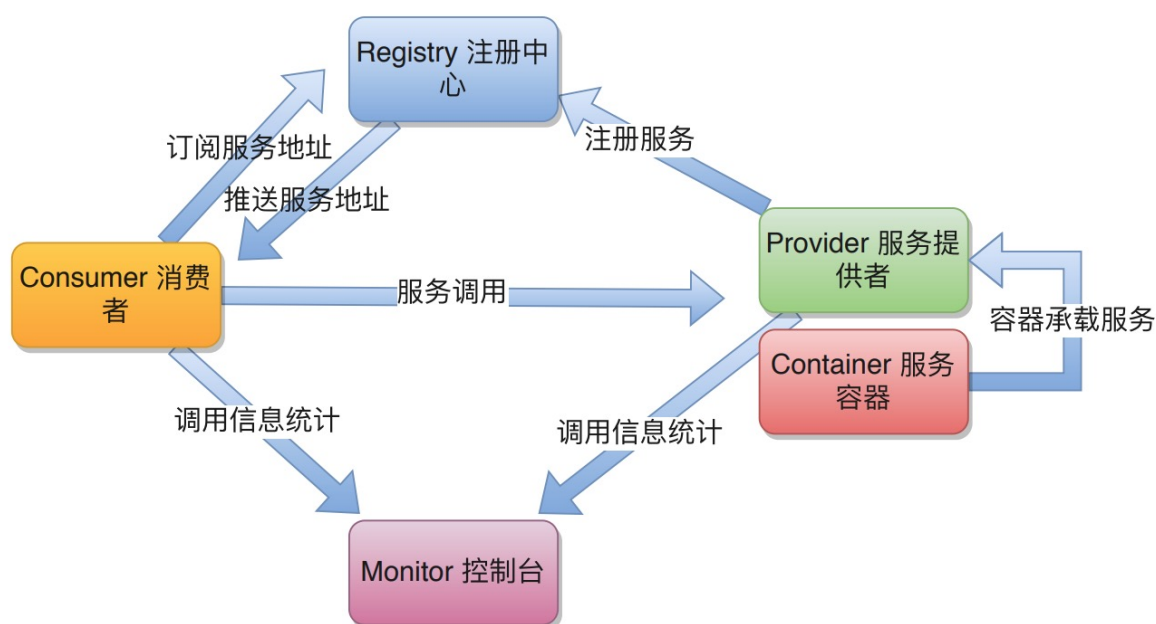 Registry 注册中
心
订阅服务地址
注册服务
推送服务地址
Consumer 消费
者
服务调用
Provider 服务提
供者
容器承载服务
Container 服务
容器
调用信息统计
调用信息统计
Monitor 控制台